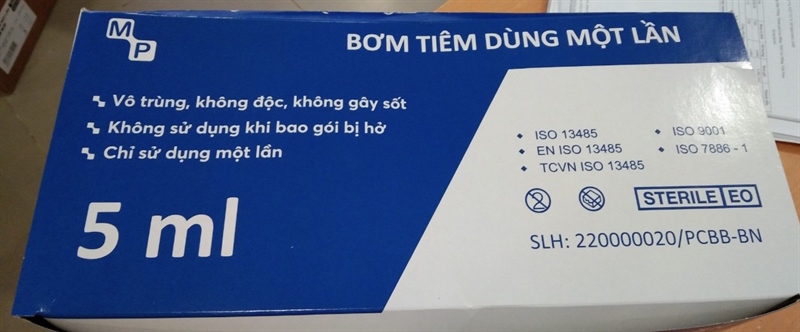 MP
BƠM TIÊM DÙNG MỘT LẦN
Vô trùng, không độc, không gây sốt
Không sử dụng khi bao gói bị hở
Chỉ sử dụng một lần
5 ml
ISO 13485
EN ISO 13485
TCVN ISO 13485
ISO 9001
ISO 7886 - 1
2
STERILE EO
SLH: 220000020/PCBB-BN